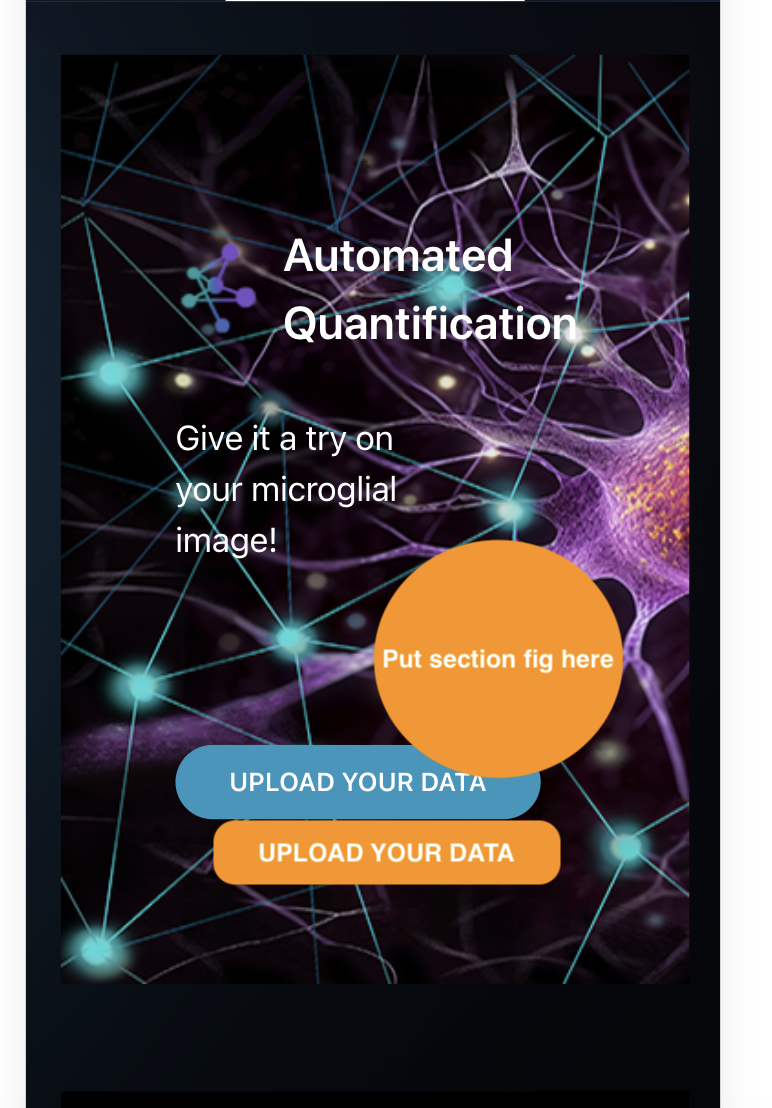 Automated
Quantification
Give it a try on
your microglial
image!
Put section fig here
UPLOAD YOUR DATA
UPLOAD YOUR DATA